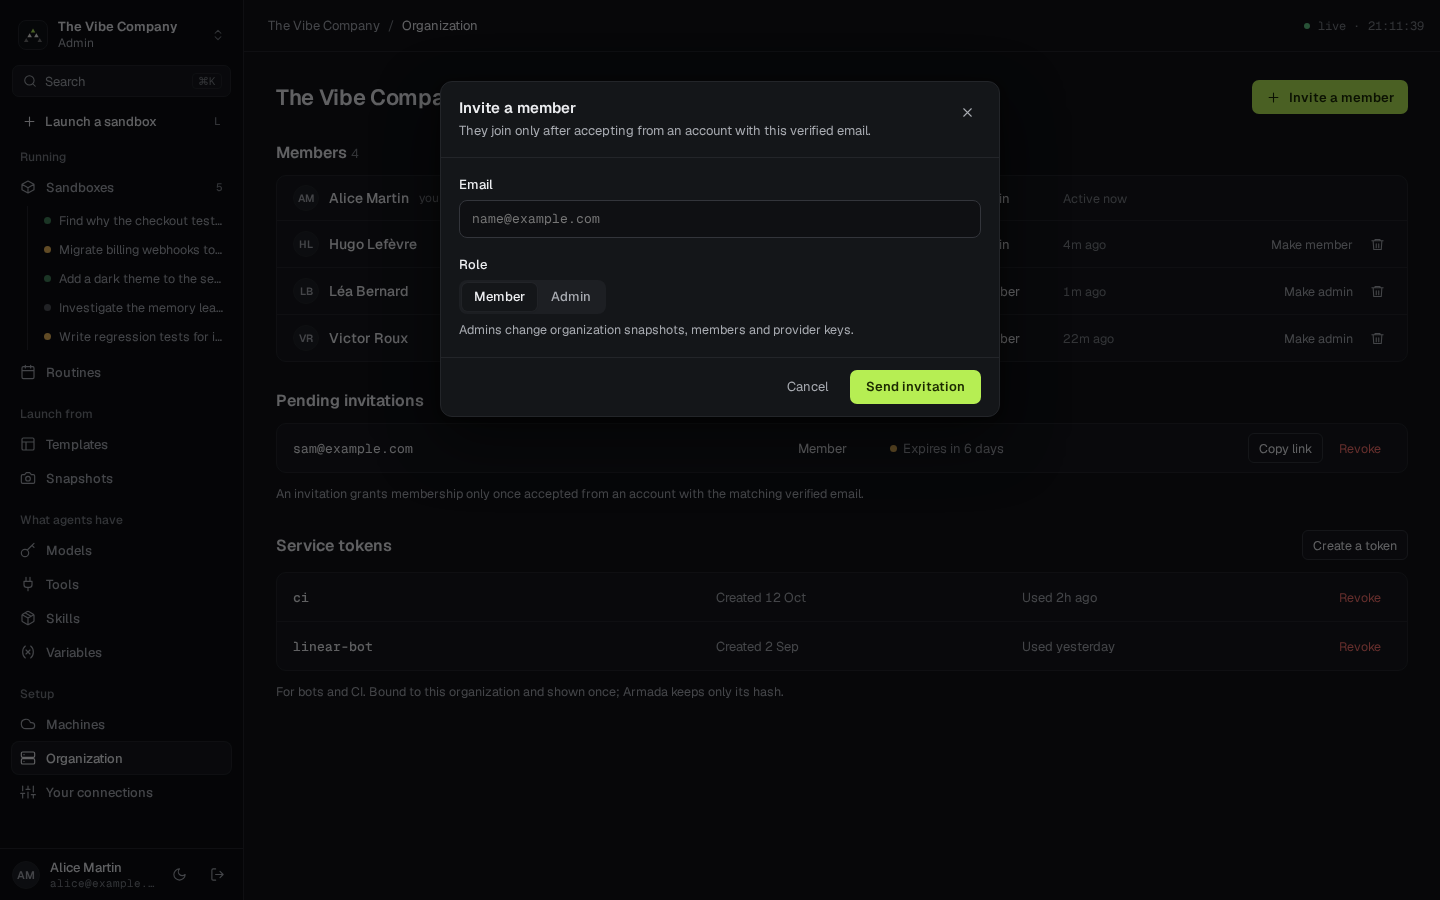 The Vibe Company
Admin
Search ⌘K
Launch a sandbox L
Running
Sandboxes 5
Find why the checkout test…
Migrate billing webhooks to…
Add a dark theme to the se…
Investigate the memory lea…
Write regression tests for i…
Routines
Launch from
Templates
Snapshots
What agents have
Models
Tools
Skills
Variables
Setup
Machines
Organization
Your connections
AM Alice Martin
alice@example.…
The Vibe Company / Organization
live · 21:11:39
The Vibe Compa
Invite a member
Members 4
AM Alice Martin you in Active now
HL Hugo Lefèvre in 4m ago Make member
LB Léa Bernard ber 1m ago Make admin
VR Victor Roux ber 22m ago Make admin
Invite a member
They join only after accepting from an account with this verified email.
Email
name@example.com
Role
Member Admin
Admins change organization snapshots, members and provider keys.
Cancel Send invitation
Pending invitations
sam@example.com Member Expires in 6 days Copy link Revoke
An invitation grants membership only once accepted from an account with the matching verified email.
Service tokens Create a token
ci Created 12 Oct Used 2h ago Revoke
linear-bot Created 2 Sep Used yesterday Revoke
For bots and CI. Bound to this organization and shown once; Armada keeps only its hash.